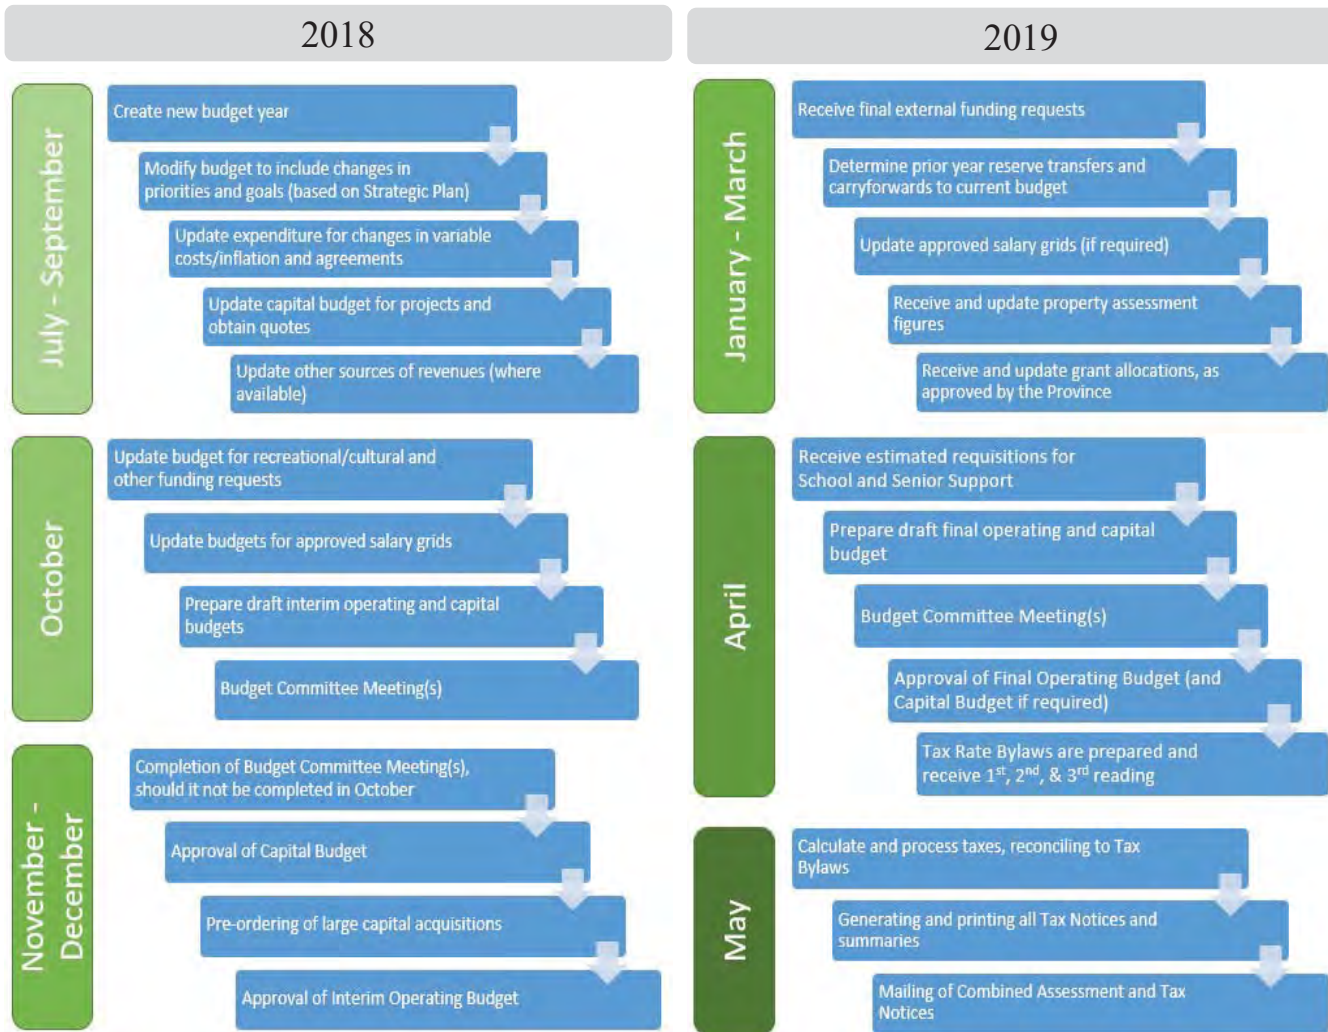 2018
July - September
Create new budget year
Modify budget to include changes in
priorities and goals (based on Strategic Plan)
Update expenditure for changes in variable
costs/inflation and agreements
Update capital budget for projects and
obtain quotes
Update other sources of revenues (where
available)
October
Update budget for recreational/cultural and
other funding requests
Update budgets for approved salary grids
Prepare draft interim operating and capital
budgets
Budget Committee Meeting(s)
November -
December
Completion of Budget Committee Meeting(s),
should it not be completed in October
Approval of Capital Budget
Pre-ordering of large capital acquisitions
Approval of Interim Operating Budget
2019
January - March
Receive final external funding requests
Determine prior year reserve transfers and
carryforwards to current budget
Update approved salary grids (if required)
Receive and update property assessment
figures
Receive and update grant allocations, as
approved by the Province
April
Receive estimated requisitions for
School and Senior Support
Prepare draft final operating and capital
budget
Budget Committee Meeting(s)
Approval of Final Operating Budget (and
Capital Budget if required)
Tax Rate Bylaws are prepared and
receive 1st, 2nd, & 3rd reading
May
Calculate and process taxes, reconciling to Tax
Bylaws
Generating and printing all Tax Notices and
summaries
Mailing of Combined Assessment and Tax
Notices